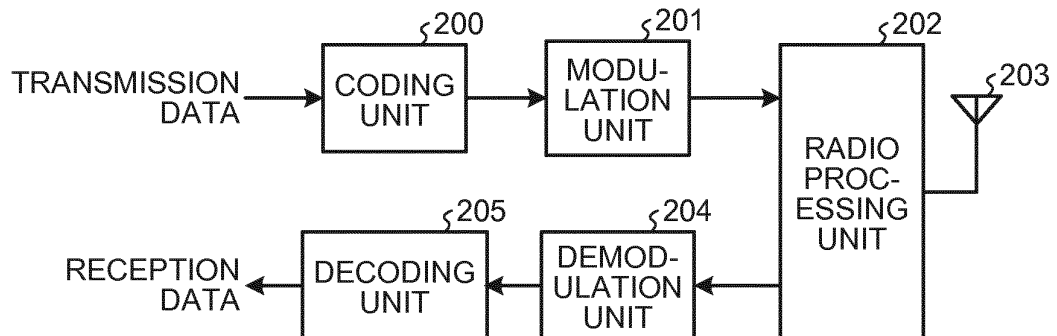 200
201
202
203
TRANSMISSION
DATA
CODING
UNIT
MODU-
LATION
UNIT
RADIO
PROC-
ESSING
UNIT
205
204
RECEPTION
DATA
DECODING
UNIT
DEMOD-
ULATION
UNIT